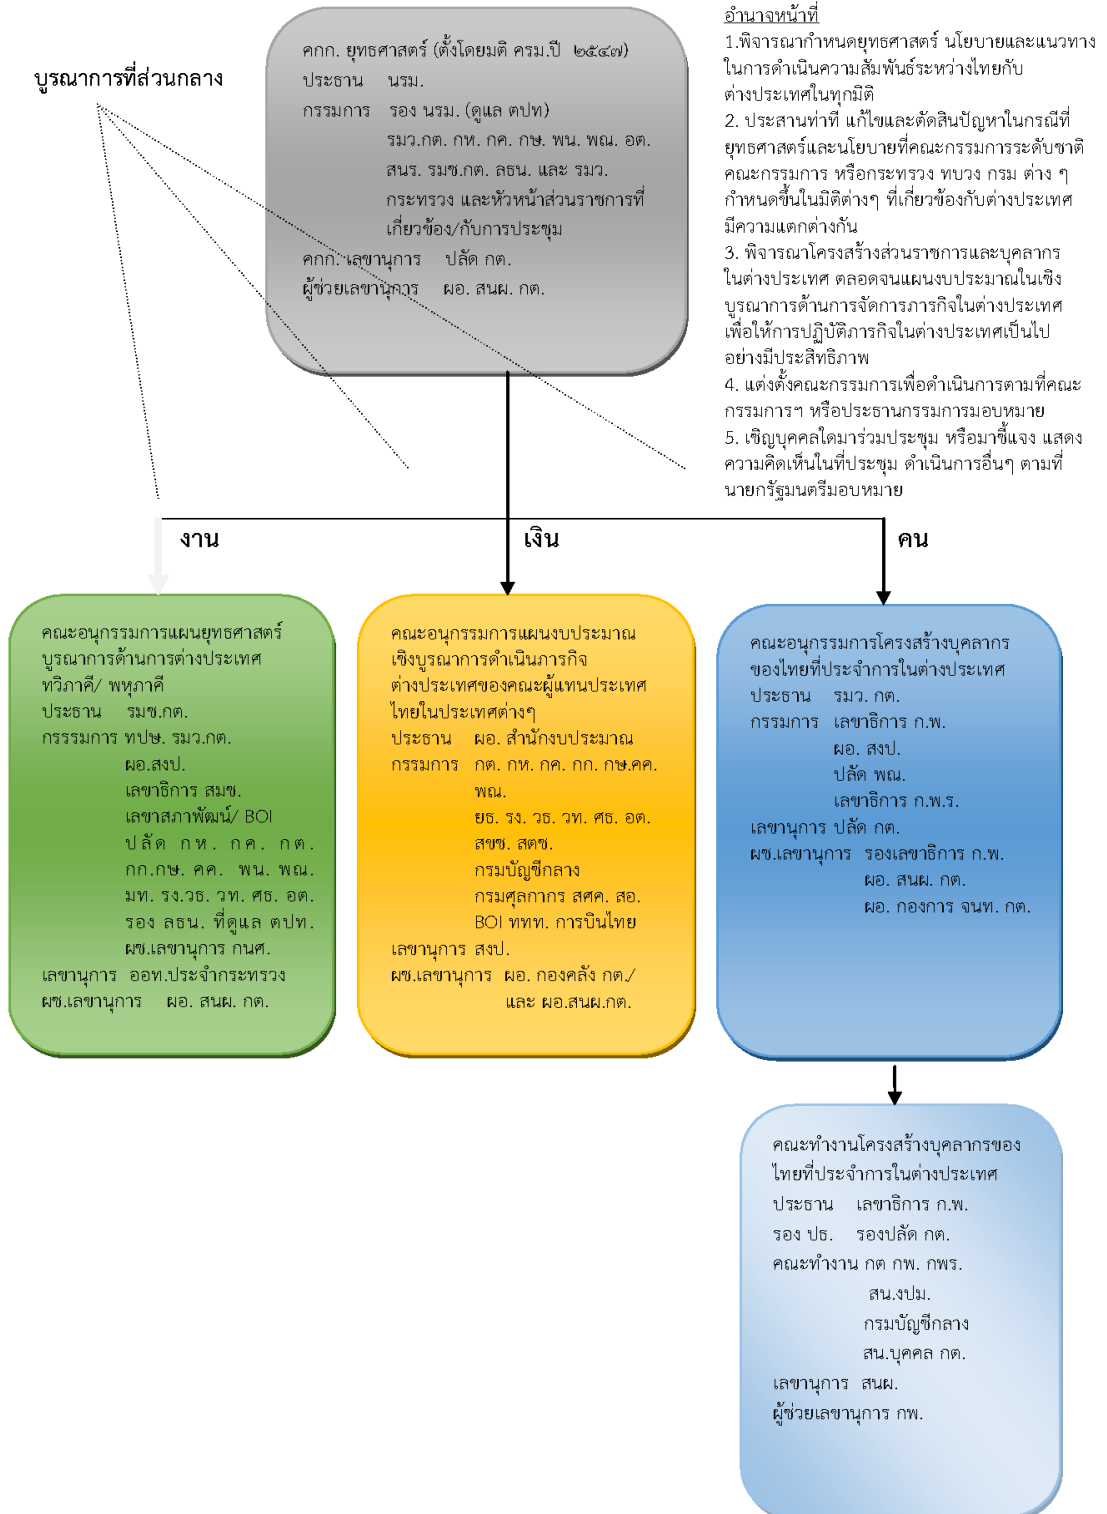 บูรณาการที่ส่วนกลาง
คกก. ยุทธศาสตร์ (ตั้งโดยมติ ครม.ปี ๒๕๔๗)
ประธาน นรม.
กรรมการ รอง นรม. (ดูแล ตปท)
รมว.กต. กห. กค. กษ. พน. พณ. อต.
สนร. รมช.กต. ลธน. และ รมว.
กระทรวง และหัวหน้าส่วนราชการที่
เกี่ยวข้อง/กับการประชุม
คกก. เลขานุการ ปลัด กต.
ผู้ช่วยเลขานุการ ผอ. สนผ. กต.
อำนาจหน้าที่
1.พิจารณากำหนดยุทธศาสตร์ นโยบายและแนวทาง
ในการดำเนินความสัมพันธ์ระหว่างไทยกับ
ต่างประเทศในทุกมิติ
2. ประสานท่าที แก้ไขและตัดสินปัญหาในกรณีที่
ยุทธศาสตร์และนโยบายที่คณะกรรมการระดับชาติ
คณะกรรมการ หรือกระทรวง ทบวง กรม ต่าง ๆ
กำหนดขึ้นในมิติต่างๆ ที่เกี่ยวข้องกับต่างประเทศ
มีความแตกต่างกัน
3. พิจารณาโครงสร้างส่วนราชการและบุคลากร
ในต่างประเทศ ตลอดจนแผนงบประมาณในเชิง
บูรณาการด้านการจัดการภารกิจในต่างประเทศ
เพื่อให้การปฏิบัติภารกิจในต่างประเทศเป็นไป
อย่างมีประสิทธิภาพ
4. แต่งตั้งคณะกรรมการเพื่อดำเนินการตามที่คณะ
กรรมการฯ หรือประธานกรรมการมอบหมาย
5. เชิญบุคคลใดมาร่วมประชุม หรือมาชี้แจง แสดง
ความคิดเห็นในที่ประชุม ดำเนินการอื่นๆ ตามที่
นายกรัฐมนตรีมอบหมาย
งาน
เงิน
คน
คณะอนุกรรมการแผนยุทธศาสตร์
บูรณาการด้านการต่างประเทศ
ทวิภาคี/ พหุภาคี
ประธาน รมช.กต.
กรรรมการ ทปษ. รมว.กต.
ผอ.สงป.
เลขาธิการ สมช.
เลขาสภาพัฒน์/ BOI
ปลัด กห. กค. กต.
กก.กษ. คค. พน. พณ.
มท. รง.วธ. วท. ศธ. อต.
รอง ลธน. ที่ดูแล ตปท.
ผช.เลขานุการ กนศ.
เลขานุการ ออท.ประจำกระทรวง
ผช.เลขานุการ ผอ. สนผ. กต.
คณะอนุกรรมการแผนงบประมาณ
เชิงบูรณาการดำเนินภารกิจ
ต่างประเทศของคณะผู้แทนประเทศ
ไทยในประเทศต่างๆ
ประธาน ผอ. สำนักงบประมาณ
กรรมการ กต. กห. กค. กก. กษ.คค.
พณ.
ยธ. รง. วธ. วท. ศธ. อต.
สขช. สตช.
กรมบัญชีกลาง
กรมศุลกากร สศค. สอ.
BOI ททท. การบินไทย
เลขานุการ สงป.
ผช.เลขานุการ ผอ. กองคลัง กต./
และ ผอ.สนผ.กต.
คณะอนุกรรมการโครงสร้างบุคลากร
ของไทยที่ประจำการในต่างประเทศ
ประธาน รมว. กต.
กรรมการ เลขาธิการ ก.พ.
ผอ. สงป.
ปลัด พณ.
เลขาธิการ ก.พ.ร.
เลขานุการ ปลัด กต.
ผช.เลขานุการ รองเลขาธิการ ก.พ.
ผอ. สนผ. กต.
ผอ. กองการ จนท. กต.
คณะทำงานโครงสร้างบุคลากรของ
ไทยที่ประจำการในต่างประเทศ
ประธาน เลขาธิการ ก.พ.
รอง ปธ. รองปลัด กต.
คณะทำงาน กต กพ. กพร.
สน.งปม.
กรมบัญชีกลาง
สน.บุคคล กต.
เลขานุการ สนผ.
ผู้ช่วยเลขานุการ กพ.